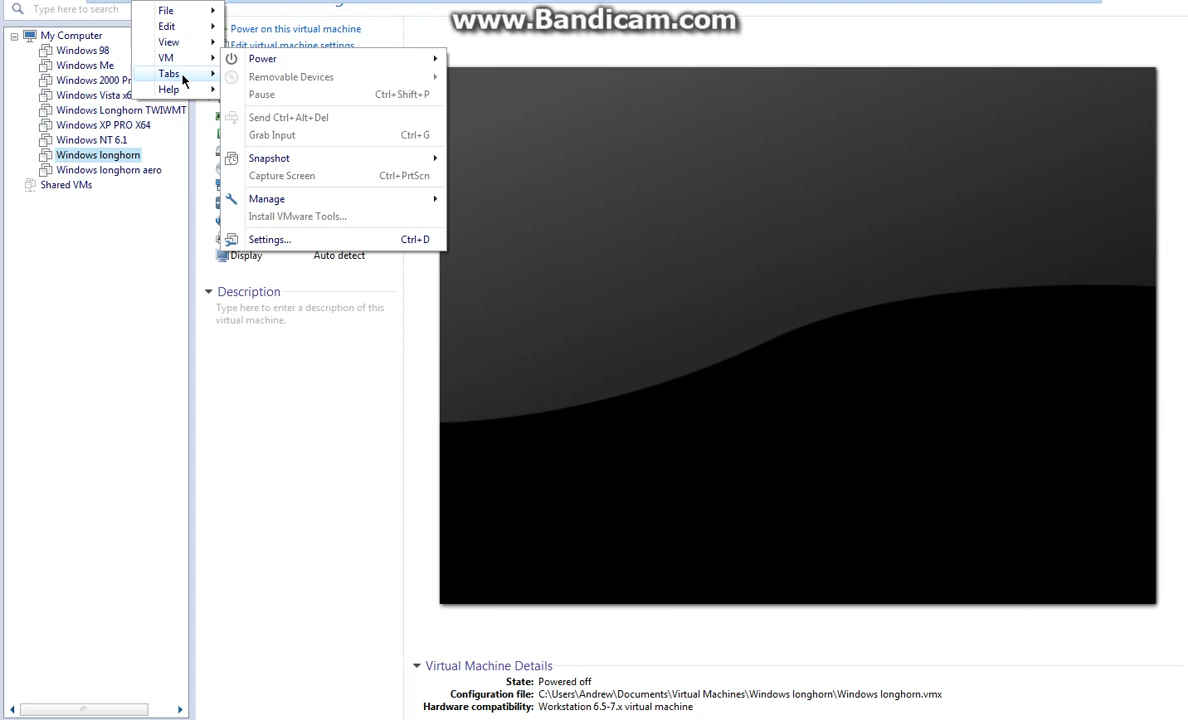 www.Bandicam.com
Type here to search
My Computer
Windows 98
Windows Me
Windows 2000 Pr
Windows Vista x6
Windows Longhorn TWIWMT
Windows XP PRO X64
Windows NT 6.1
Windows longhorn
Windows longhorn aero
Shared VMs
File
Edit
View
VM
Tabs
Help
Power on this virtual machine
Edit virtual machine settings
Power
Removable Devices
Pause Ctrl+Shift+P
Send Ctrl+Alt+Del
Grab Input Ctrl+G
Snapshot
Capture Screen Ctrl+PrtScn
Manage
Install VMware Tools...
Settings... Ctrl+D
Display Auto detect
Description
Type here to enter a description of this
virtual machine.
Virtual Machine Details
State: Powered off
Configuration file: C:\Users\Andrew\Documents\Virtual Machines\Windows longhorn\Windows longhorn.vmx
Hardware compatibility: Workstation 6.5-7.x virtual machine